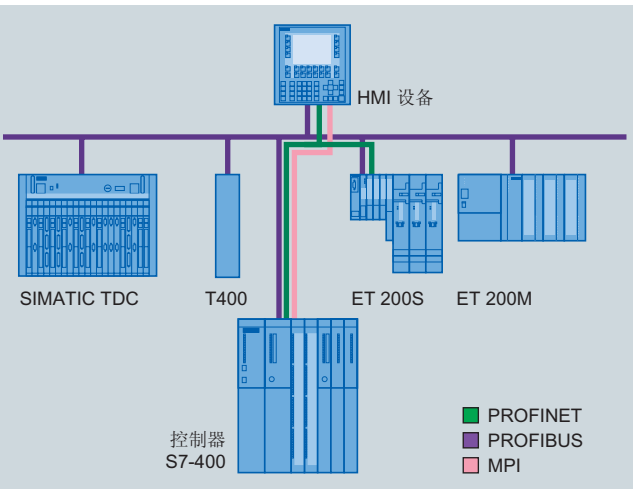 HMI 设备
SIMATIC TDC
T400
ET 200S
ET 200M
控制器
S7-400
PROFINET
PROFIBUS
MPI